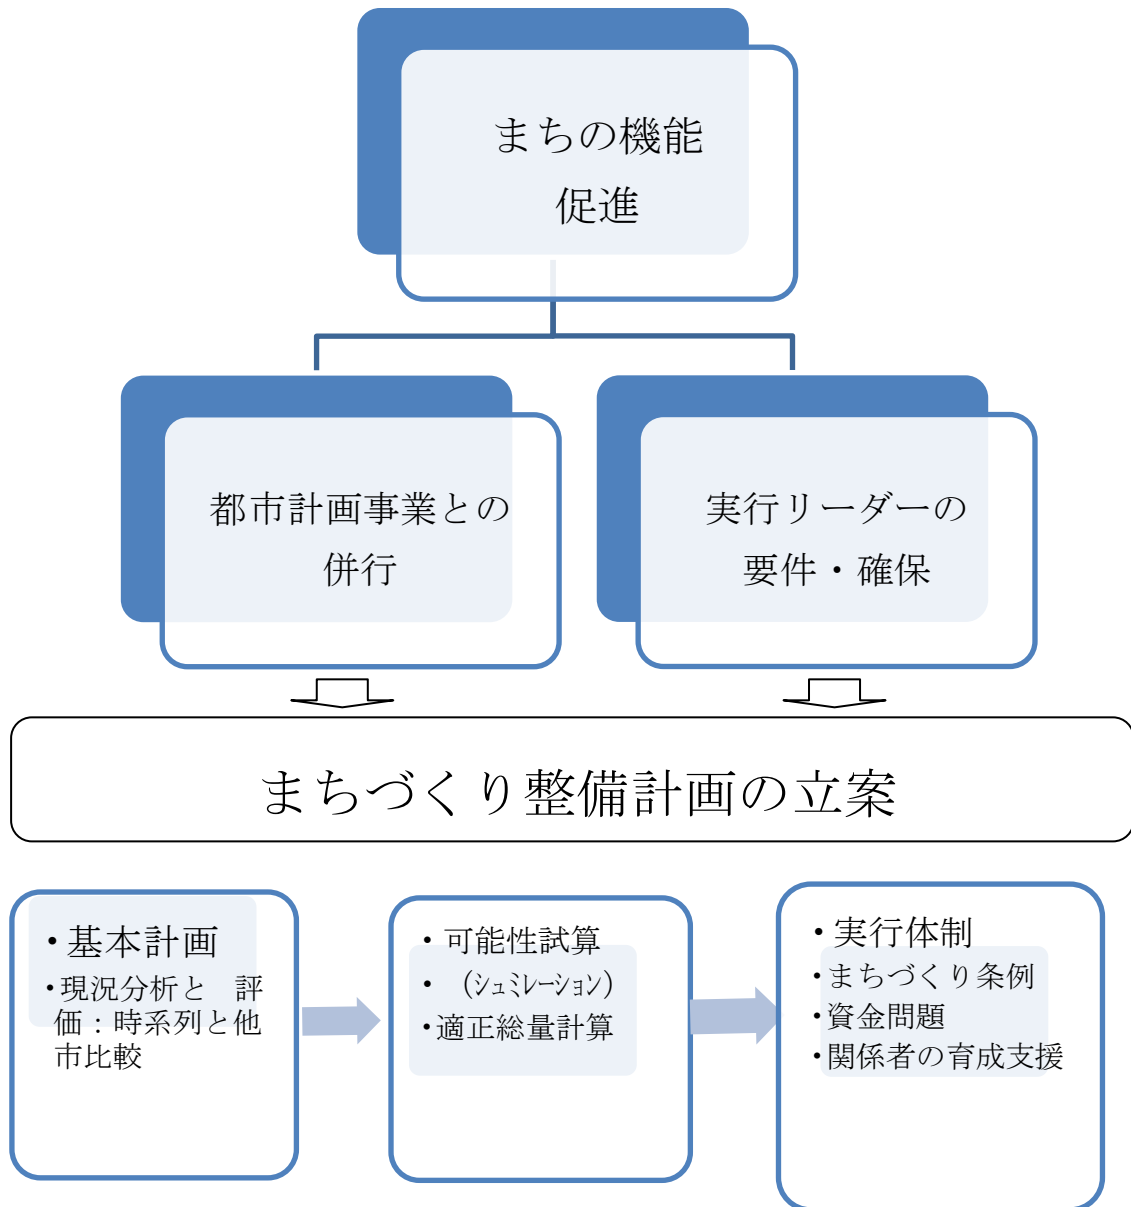 まちの機能
促進
都市計画事業との
併行
実行リーダーの
要件・確保
まちづくり整備計画の立案
・基本計画
・現況分析と　評
価：時系列と他
市比較
・可能性試算
・（ｼｭﾐﾚｰｼｮﾝ）
・適正総量計算
・実行体制
・まちづくり条例
・資金問題
・関係者の育成支援